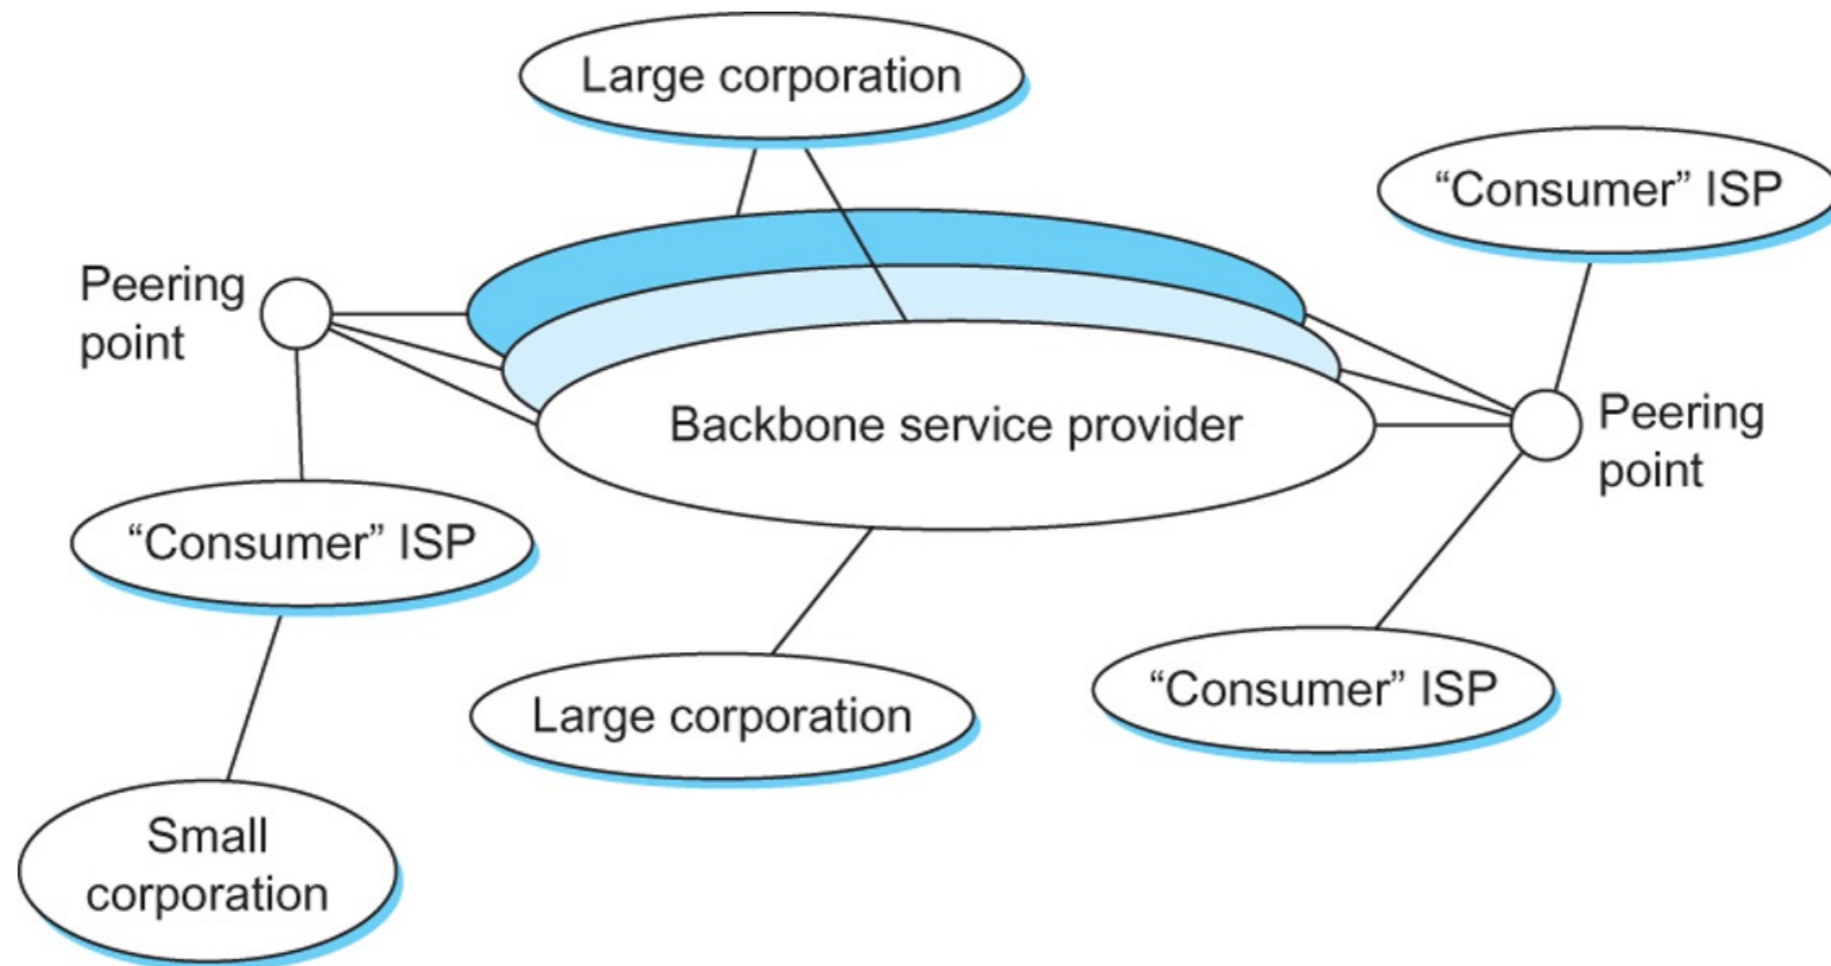 Large corporation
“Consumer” ISP
Peering
point
Backbone service provider
Peering
point
“Consumer” ISP
Large corporation
“Consumer” ISP
Small
corporation